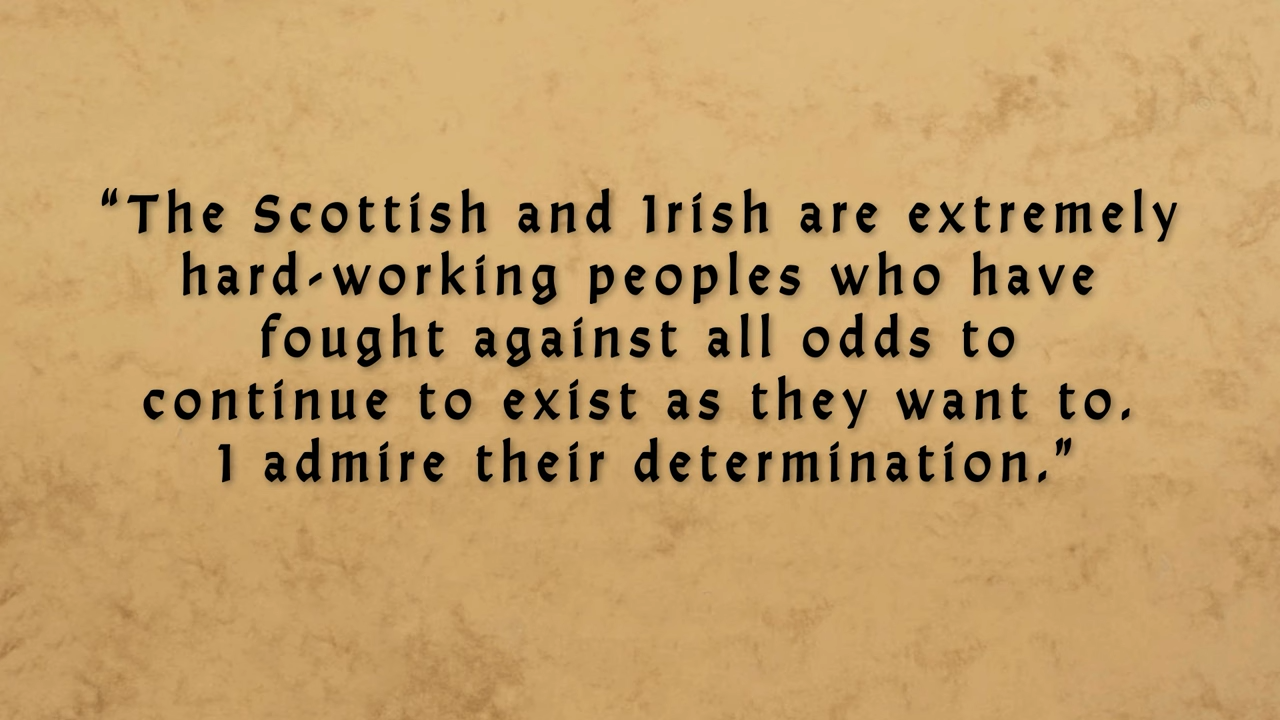 “The Scottish and Irish are extremely
hard-working peoples who have
fought against all odds to
continue to exist as they want to.
I admire their determination.”